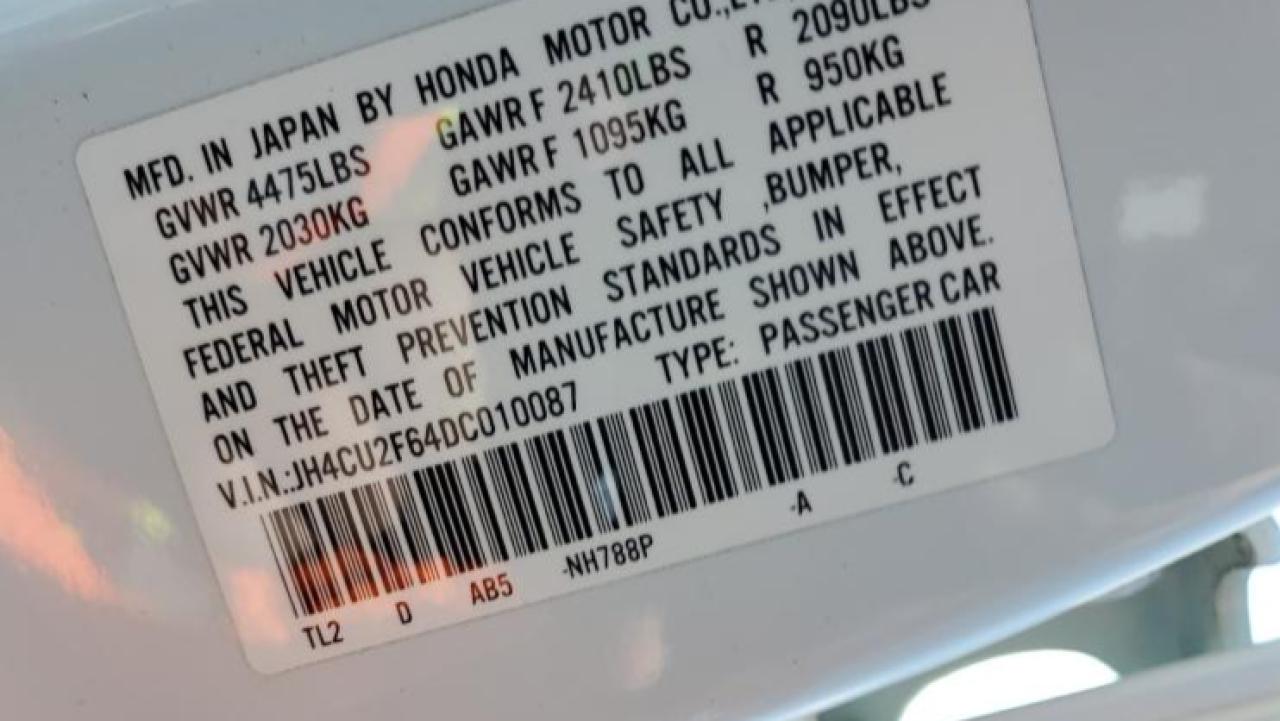 MFD. IN JAPAN BY HONDA MOTOR CO.,
GVWR 4475LBS GAWR F 2410LBS R 2090LBS
GVWR 2030KG GAWR F 1095KG R 950KG
THIS VEHICLE CONFORMS TO ALL APPLICABLE
FEDERAL MOTOR VEHICLE SAFETY ,BUMPER,
AND THEFT PREVENTION STANDARDS IN EFFECT
ON THE DATE OF MANUFACTURE SHOWN ABOVE.
V.I.N.:JH4CU2F64DC010087 TYPE: PASSENGER CAR
TL2 D AB5 -NH788P -A -C